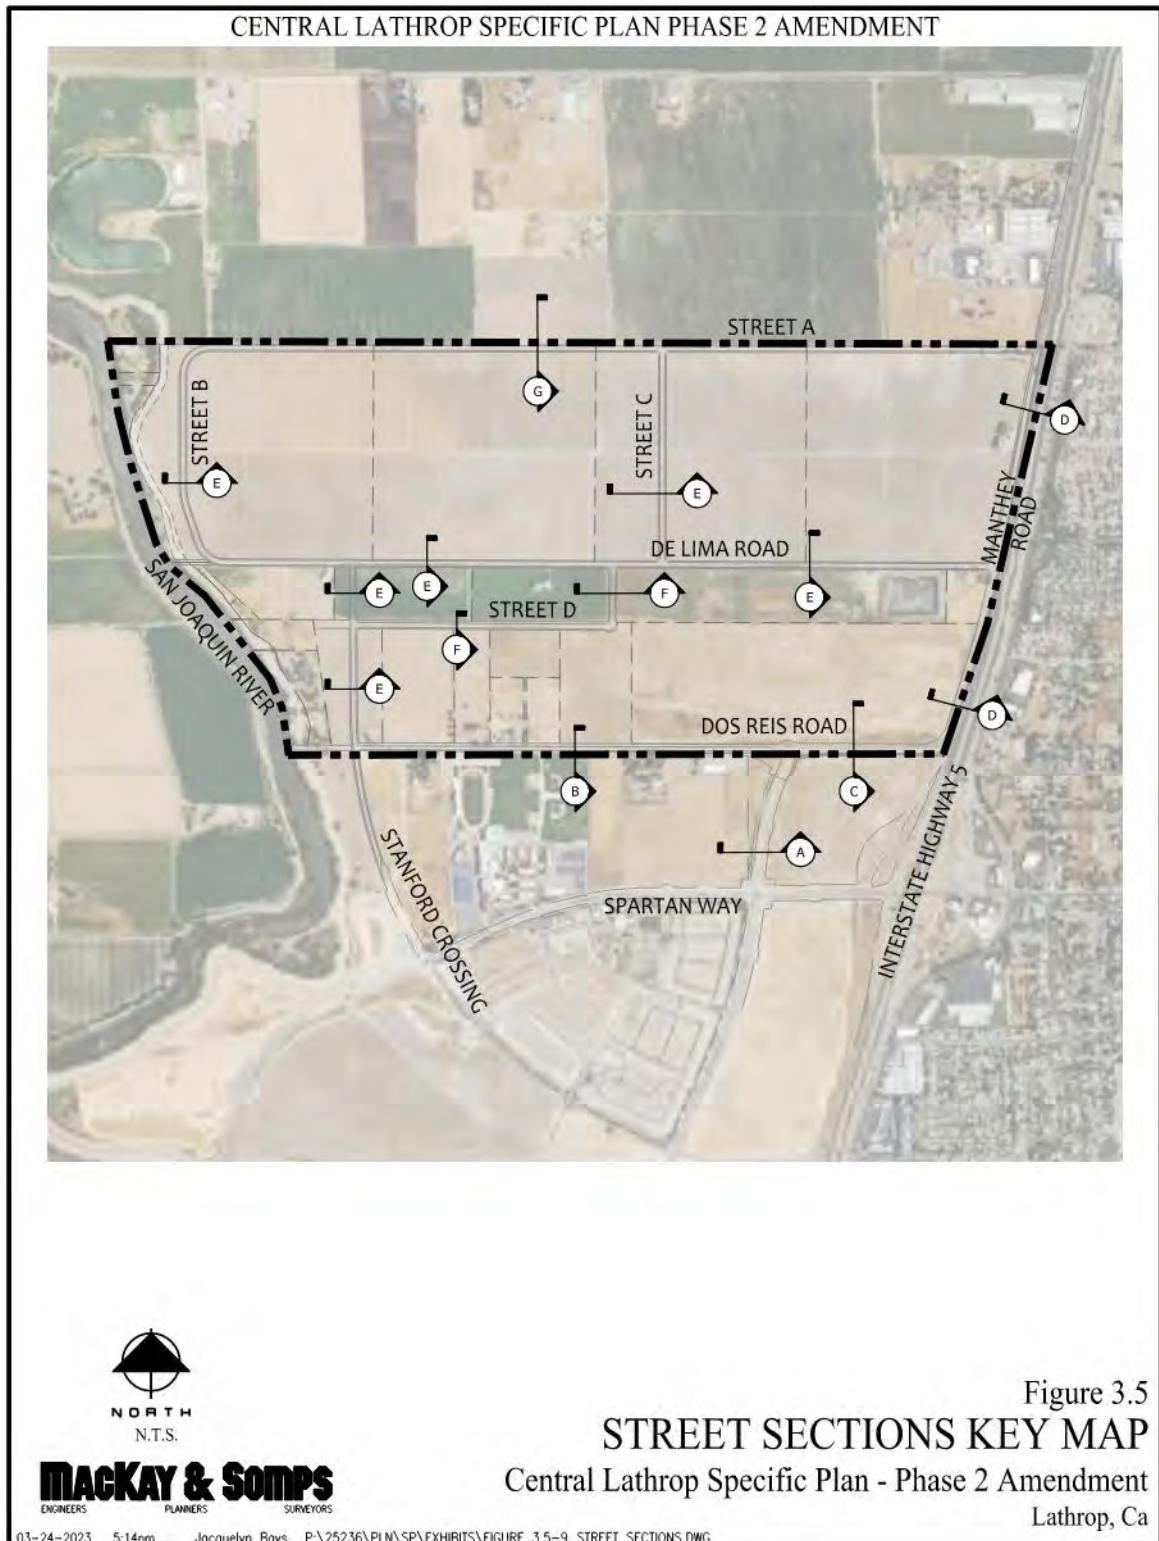 CENTRAL LATHROP SPECIFIC PLAN PHASE 2 AMENDMENT
STREET A
STREET B
G
STREET C
D
E
E
MANTHEY
ROAD
DE LIMA ROAD
SAN JOAQUIN RIVER
E
E
STREET D
F
E
F
E
DOS REIS ROAD
D
B
C
STANFORD CROSSING
A
SPARTAN WAY
INTERSTATE HIGHWAY 5
NORTH
N.T.S.
MACKAY & SOMPS
ENGINEERS PLANNERS SURVEYORS
Figure 3.5
STREET SECTIONS KEY MAP
Central Lathrop Specific Plan - Phase 2 Amendment
Lathrop, Ca
03-24-2023 5:14pm Jacquelyn Bays P:\25236\PLN\SP\EXHIBITS\FIGURE 3.5-9 STREET SECTIONS.DWG